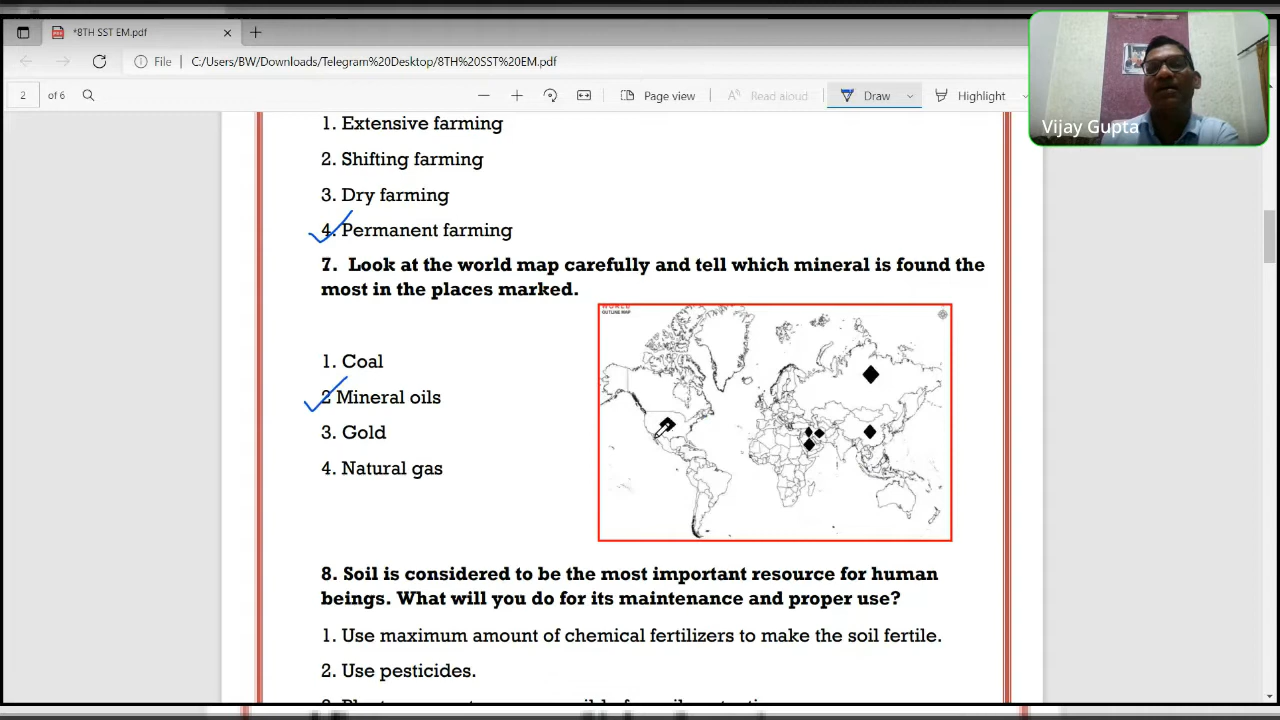 *8TH SST EM.pdf
File C:/Users/BW/Downloads/Telegram%20Desktop/8TH%20SST%20EM.pdf
2 of 6 Page view Read aloud Draw Highlight
Vijay Gupta
1. Extensive farming
2. Shifting farming
3. Dry farming
4. Permanent farming
7. Look at the world map carefully and tell which mineral is found the
most in the places marked.
OUTLINE MAP
1. Coal
2 Mineral oils
3. Gold
4. Natural gas
8. Soil is considered to be the most important resource for human
beings. What will you do for its maintenance and proper use?
1. Use maximum amount of chemical fertilizers to make the soil fertile.
2. Use pesticides.